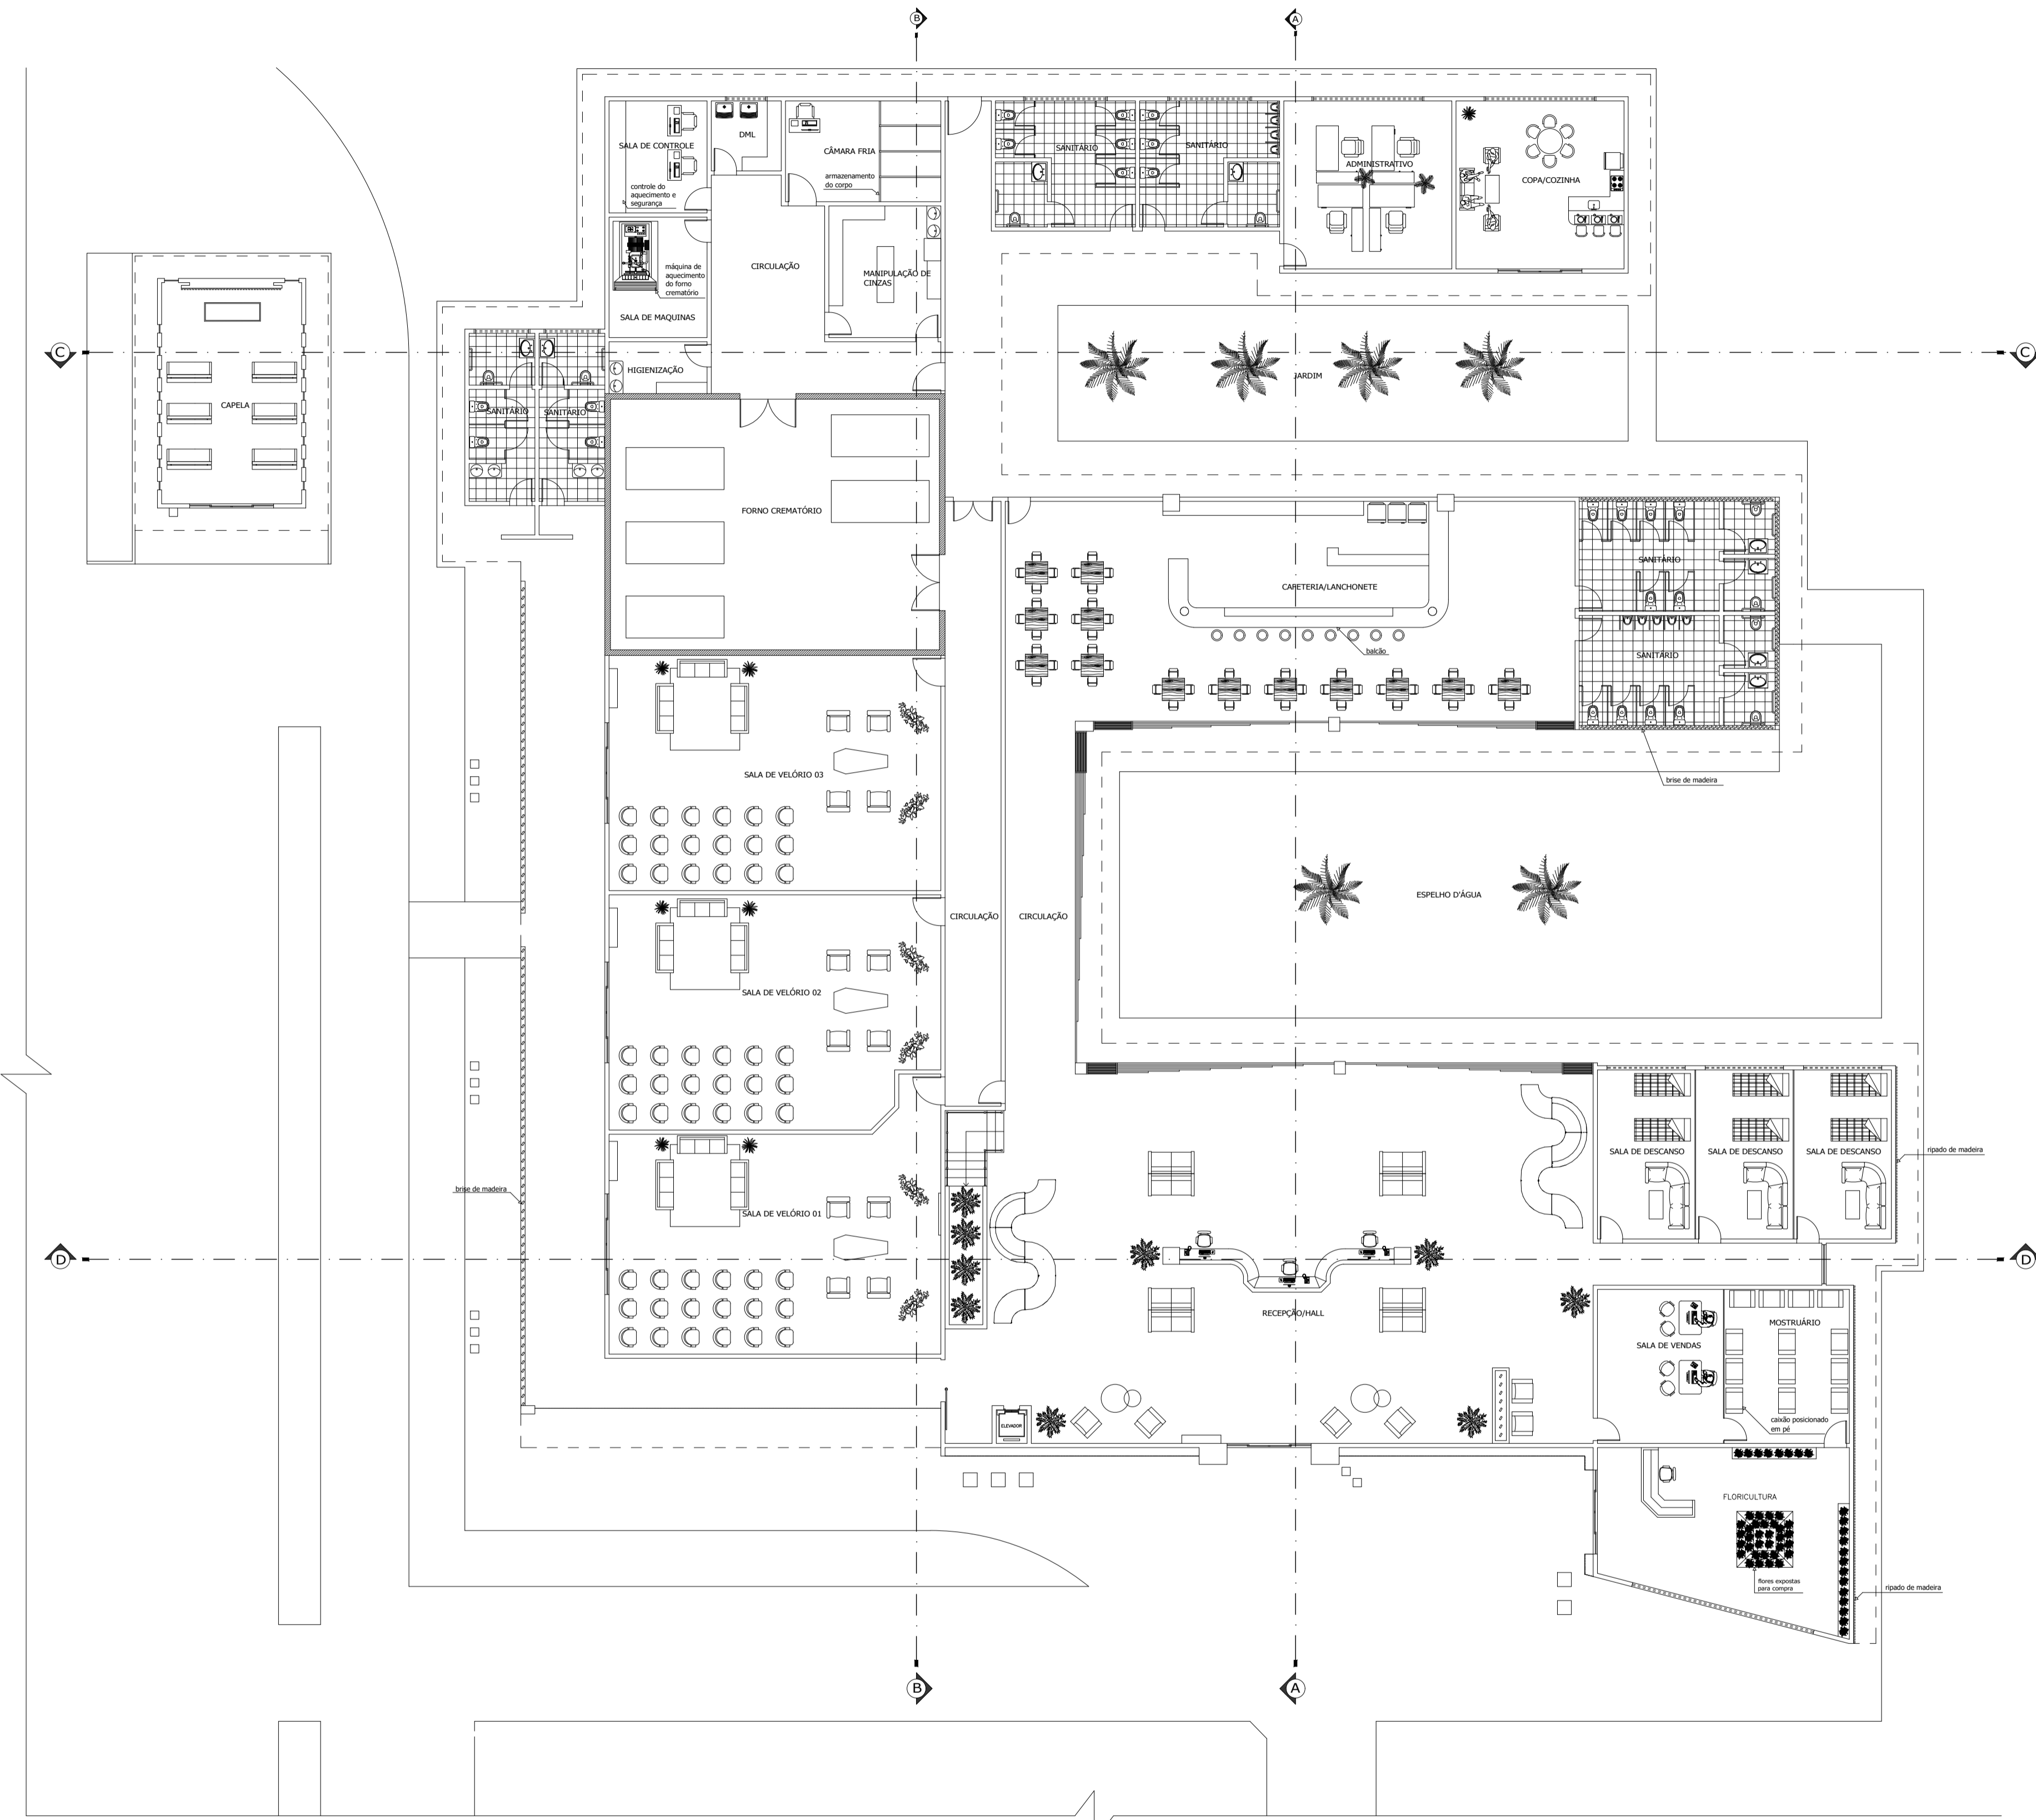 B
A
SALA DE CONTROLE
controle do
aquecimento e
segurança
DML
CÂMARA FRIA
armazenamento
do corpo
SANITÁRIO
SANITÁRIO
ADMINISTRATIVO
COPA/COZINHA
máquina de
aquecimento
do forno
crematório
SALA DE MAQUINAS
CIRCULAÇÃO
MANIPULAÇÃO DE
CINZAS
C
C
HIGIENIZAÇÃO
JARDIM
CAPELA
SANITÁRIO
SANITÁRIO
FORNO CREMATÓRIO
CAFETERIA/LANCHONETE
balcão
SANITÁRIO
SANITÁRIO
brise de madeira
SALA DE VELÓRIO 03
ESPELHO D'ÁGUA
CIRCULAÇÃO
CIRCULAÇÃO
SALA DE VELÓRIO 02
SALA DE DESCANSO
SALA DE DESCANSO
SALA DE DESCANSO
ripado de madeira
brise de madeira
SALA DE VELÓRIO 01
D
D
RECEPÇÃO/HALL
MOSTRUÁRIO
SALA DE VENDAS
caixão posicionado
em pé
ELEVADOR
FLORICULTURA
flores expostas
para compra
ripado de madeira
B
A